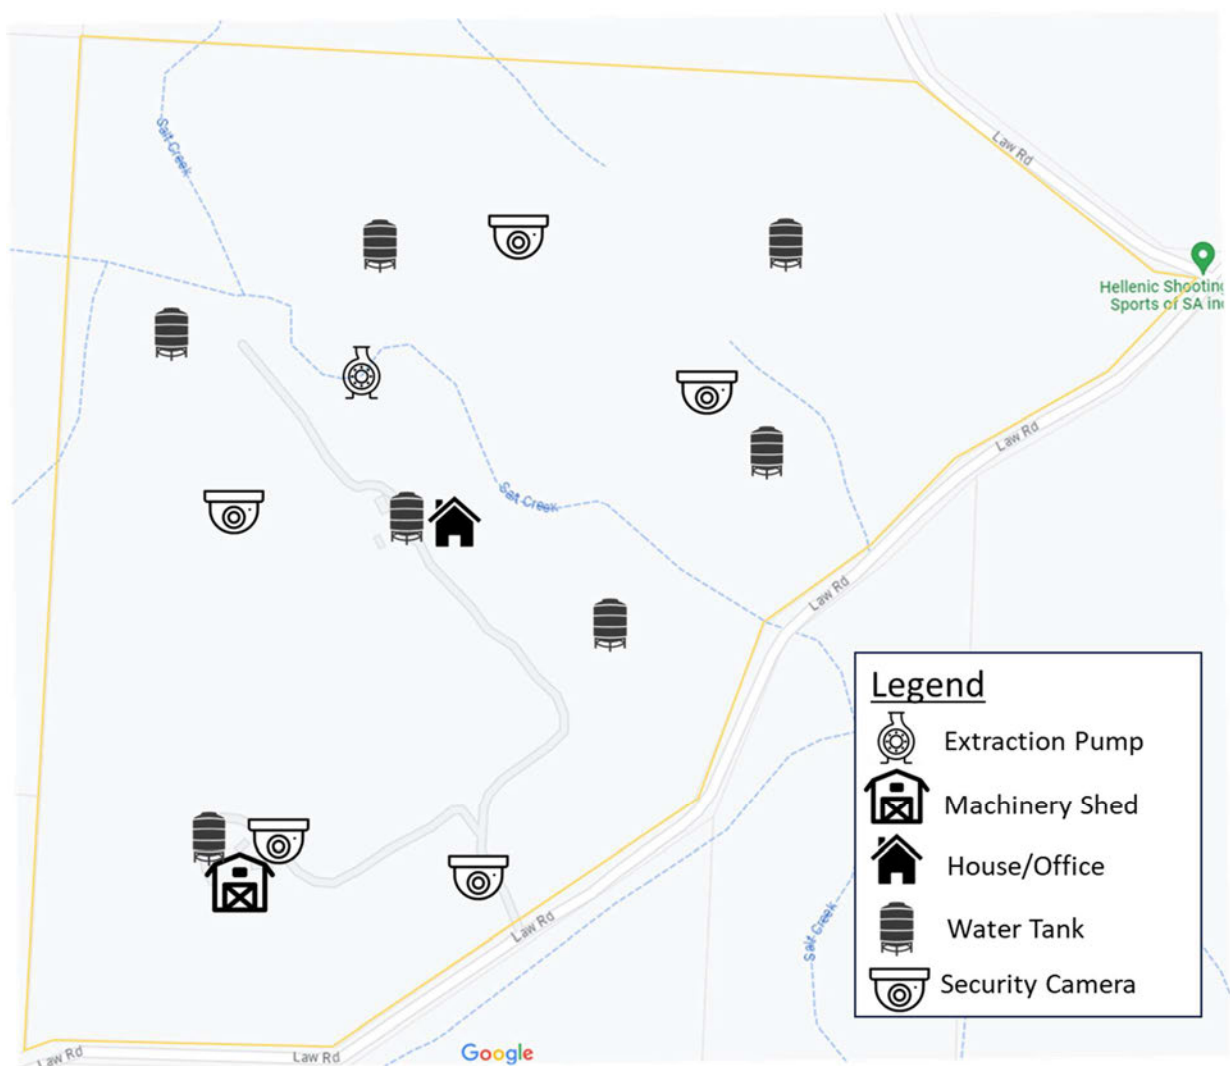 Salt Creek
Law Rd
Hellenic Shooting
Sports of SA in
Law Rd
Salt Creek
Law Rd
Legend
Extraction Pump
Machinery Shed
House/Office
Water Tank
Security Camera
Law Rd
Salt Creek
Law Rd
Law Rd
Google